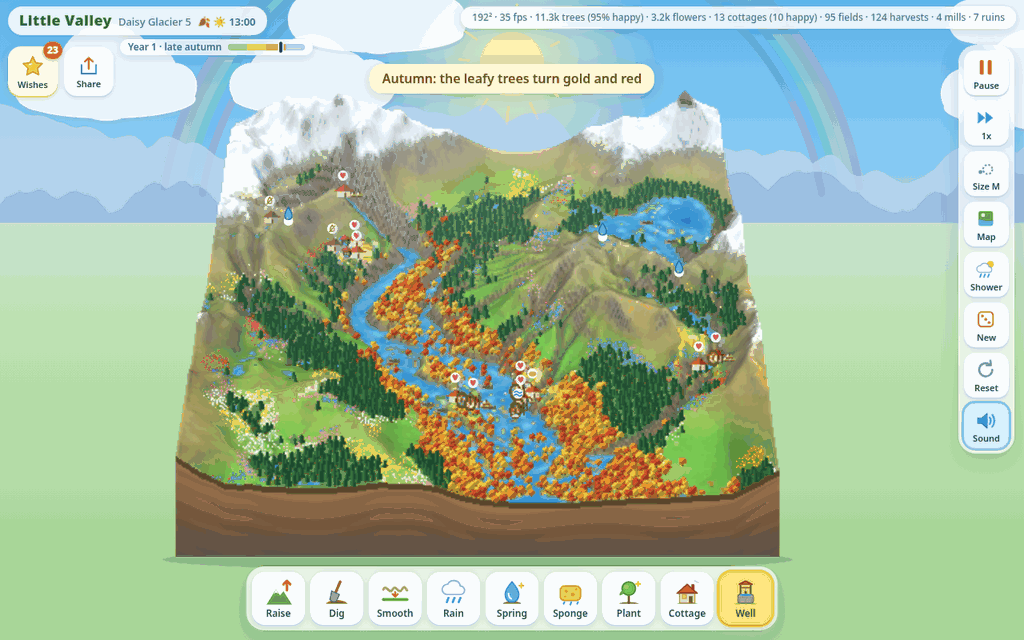 Little Valley Daisy Glacier 5 13:00
192² · 35 fps · 11.3k trees (95% happy) · 3.2k flowers · 13 cottages (10 happy) · 95 fields · 124 harvests · 4 mills · 7 ruins
Year 1 · late autumn
23
Wishes
Share
Autumn: the leafy trees turn gold and red
Pause
1x
Size M
Map
Shower
New
Reset
Sound
Raise
Dig
Smooth
Rain
Spring
Sponge
Plant
Cottage
Well